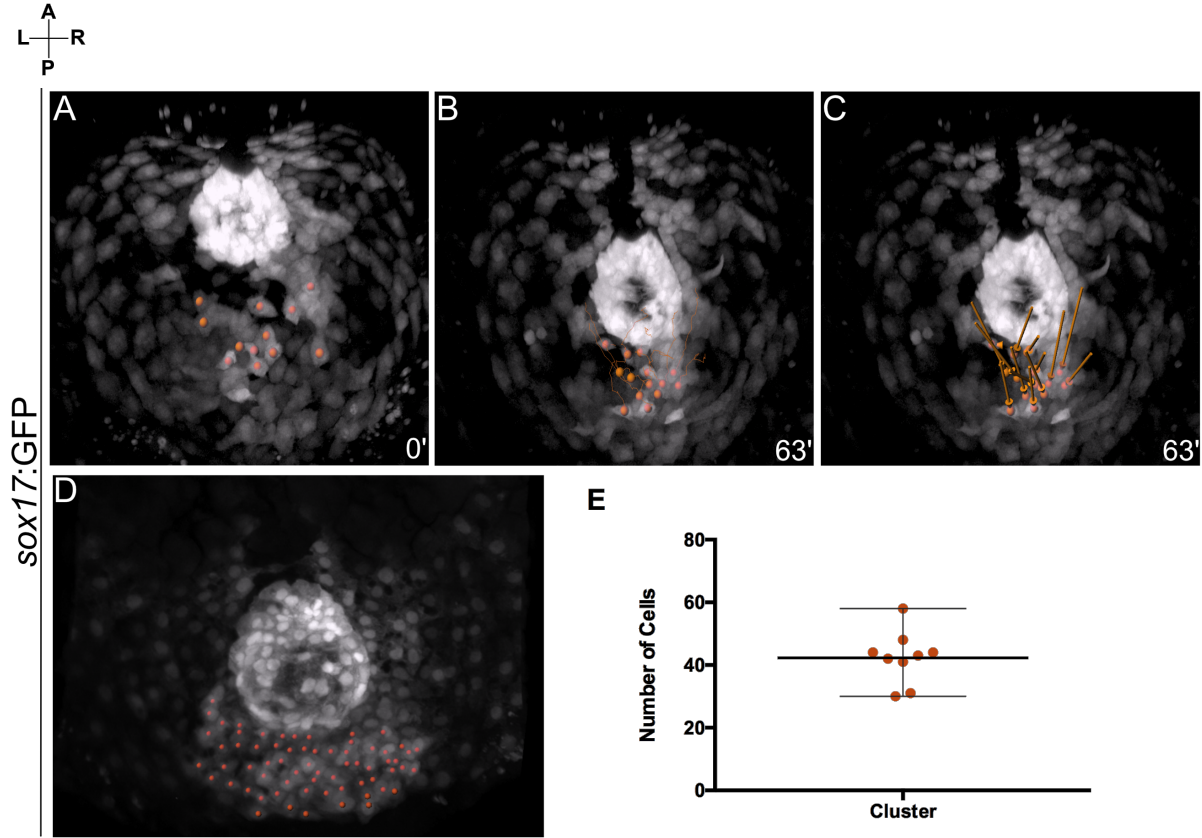 A
L R
P
sox17:GFP
A
0'
B
63'
C
63'
D
E
Number of Cells
80
60
40
20
0
Cluster